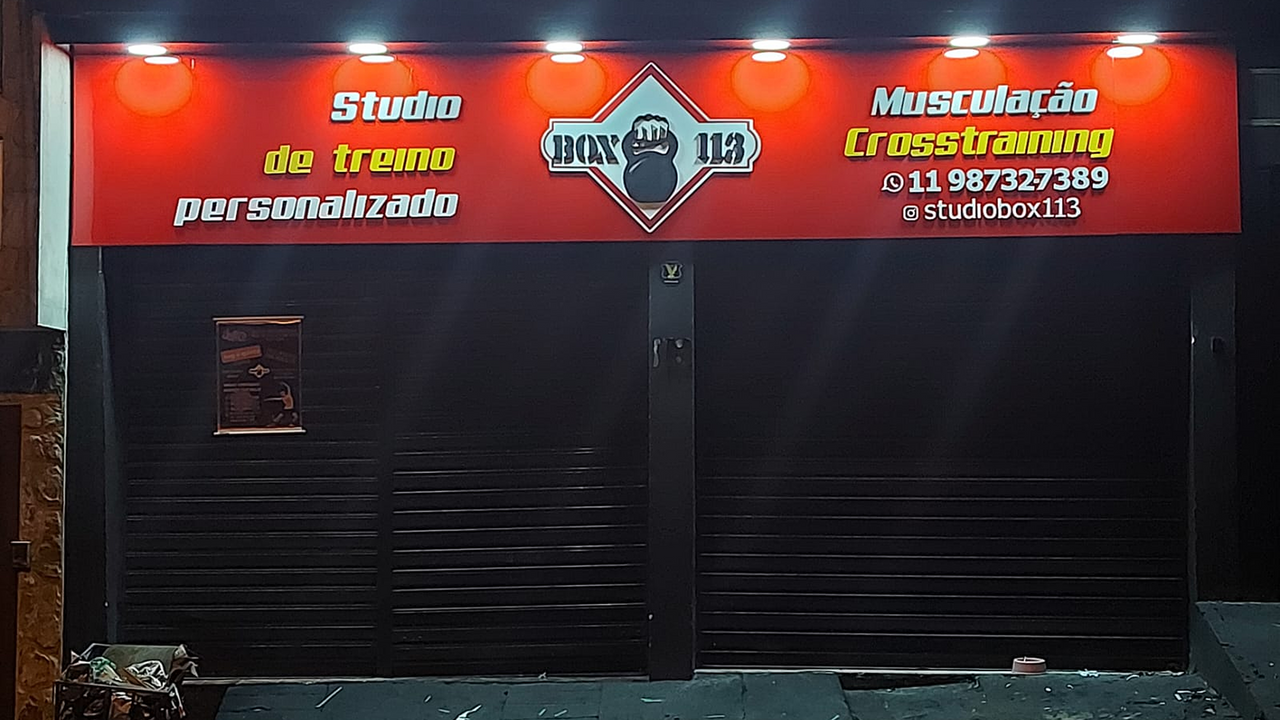 Studio
de treino
personalizado
BOX 113
Musculação
Crosstraining
11 987327389
studiobox113